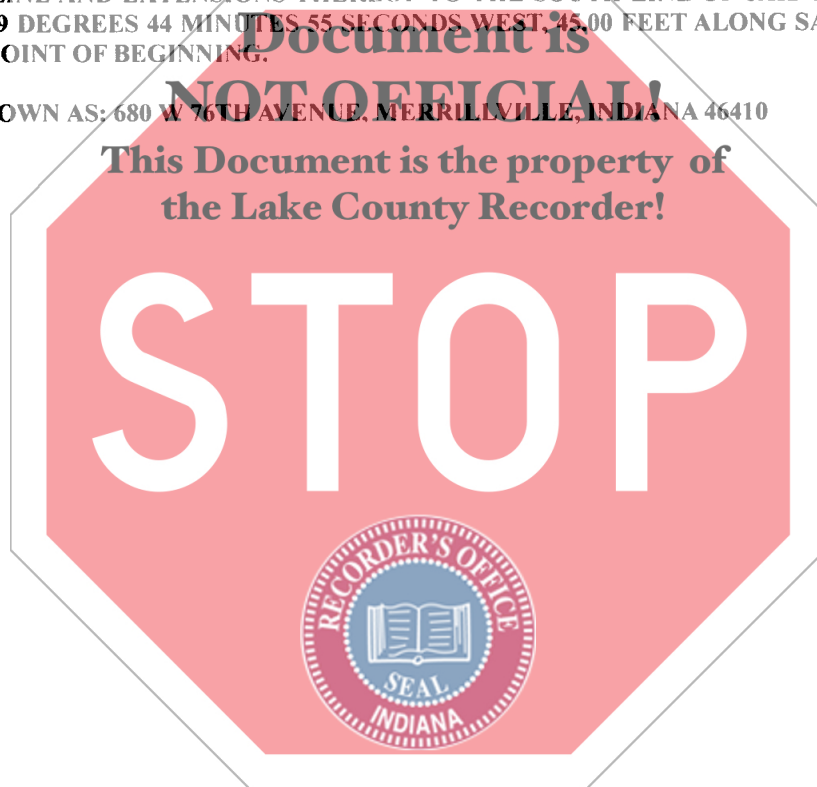 9 DEGREES 44 MINUTES 55 SECONDS WEST, 45.00 FEET ALONG SA
Document is
OINT OF BEGINNING.
NOT OFFICIAL!
OWN AS: 680 W 76TH AVENUE, MERRILLVILLE, INDIANA 46410
This Document is the property of
the Lake County Recorder!
STOP
RECORDER'S OFFICE
SEAL
INDIANA